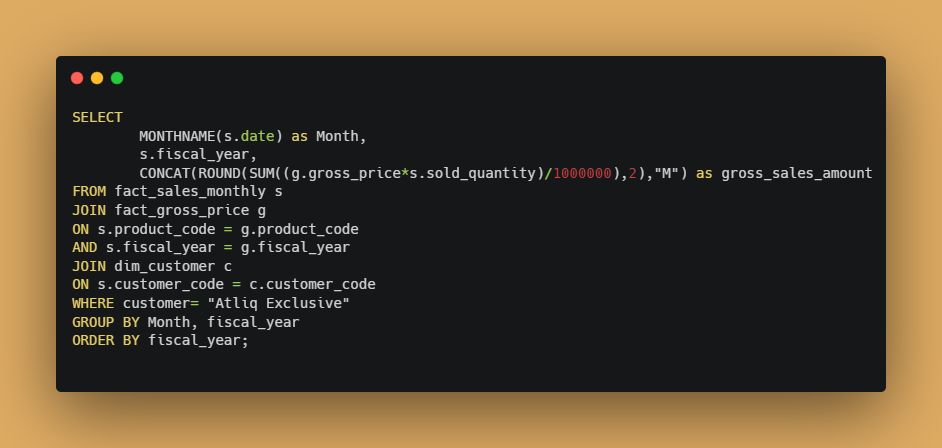 SELECT
        MONTHNAME(s.date) as Month,
        s.fiscal_year,
        CONCAT(ROUND(SUM((g.gross_price*s.sold_quantity)/1000000),2),"M") as gross_sales_amount
FROM fact_sales_monthly s
JOIN fact_gross_price g
ON s.product_code = g.product_code
AND s.fiscal_year = g.fiscal_year
JOIN dim_customer c
ON s.customer_code = c.customer_code
WHERE customer= "Atliq Exclusive"
GROUP BY Month, fiscal_year
ORDER BY fiscal_year;